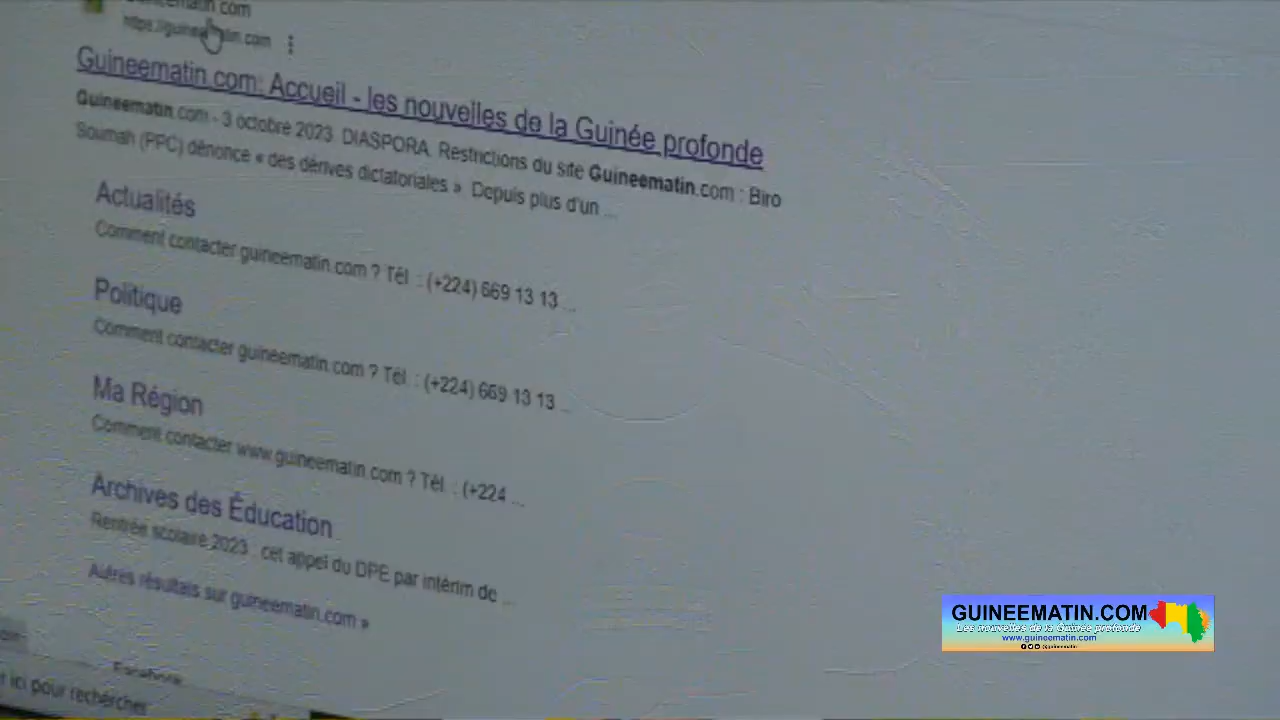 Guineematin.com
https://guineematin.com
Guineematin.com: Accueil - les nouvelles de la Guinée profonde
Guineematin.com - 3 octobre 2023 DIASPORA. Restrictions du site Guineematin.com : Biro
Soumah (PPC) dénonce « des dérives dictatoriales ». Depuis plus d'un ...
Actualités
Comment contacter guineematin.com ? Tél. : (+224) 669 13 13 ...
Politique
Comment contacter guineematin.com ? Tél. : (+224) 669 13 13 ...
Ma Région
Comment contacter www.guineematin.com ? Tél. : (+224 ...
Archives des Éducation
Rentrée scolaire 2023 : cet appel du DPE par intérim de ...
Autres résultats sur guineematin.com »
Facebook
ici pour rechercher
GUINEEMATIN.COM
Les nouvelles de la Guinée profonde
www.guineematin.com
@guineematin